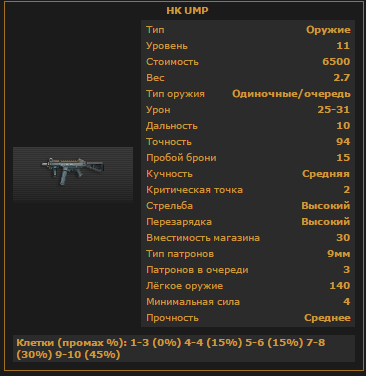 HK UMP
Тип Оружие
Уровень 11
Стоимость 6500
Вес 2.7
Тип оружия Одиночные/очередь
Урон 25-31
Дальность 10
Точность 94
Пробой брони 15
Кучность Средняя
Критическая точка 2
Стрельба Высокий
Перезарядка Высокий
Вместимость магазина 30
Тип патронов 9мм
Патронов в очереди 3
Лёгкое оружие 140
Минимальная сила 4
Прочность Среднее
Клетки (промах %): 1-3 (0%) 4-4 (15%) 5-6 (15%) 7-8
(30%) 9-10 (45%)